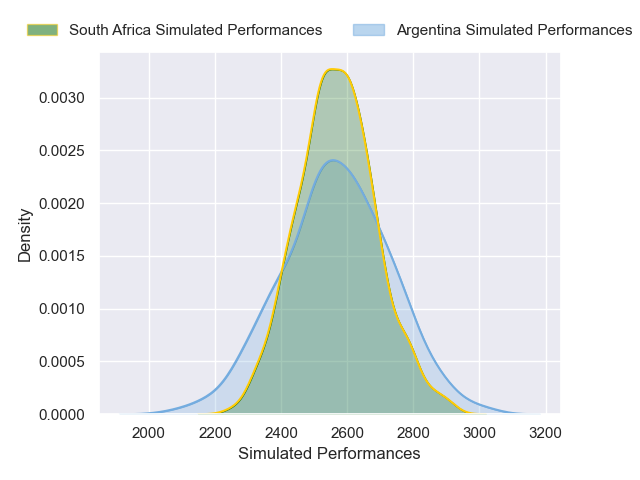 South Africa Simulated Performances
Argentina Simulated Performances
0.0030
0.0025
0.0020
0.0015
0.0010
0.0005
0.0000
Density
2000 2200 2400 2600 2800 3000 3200
Simulated Performances